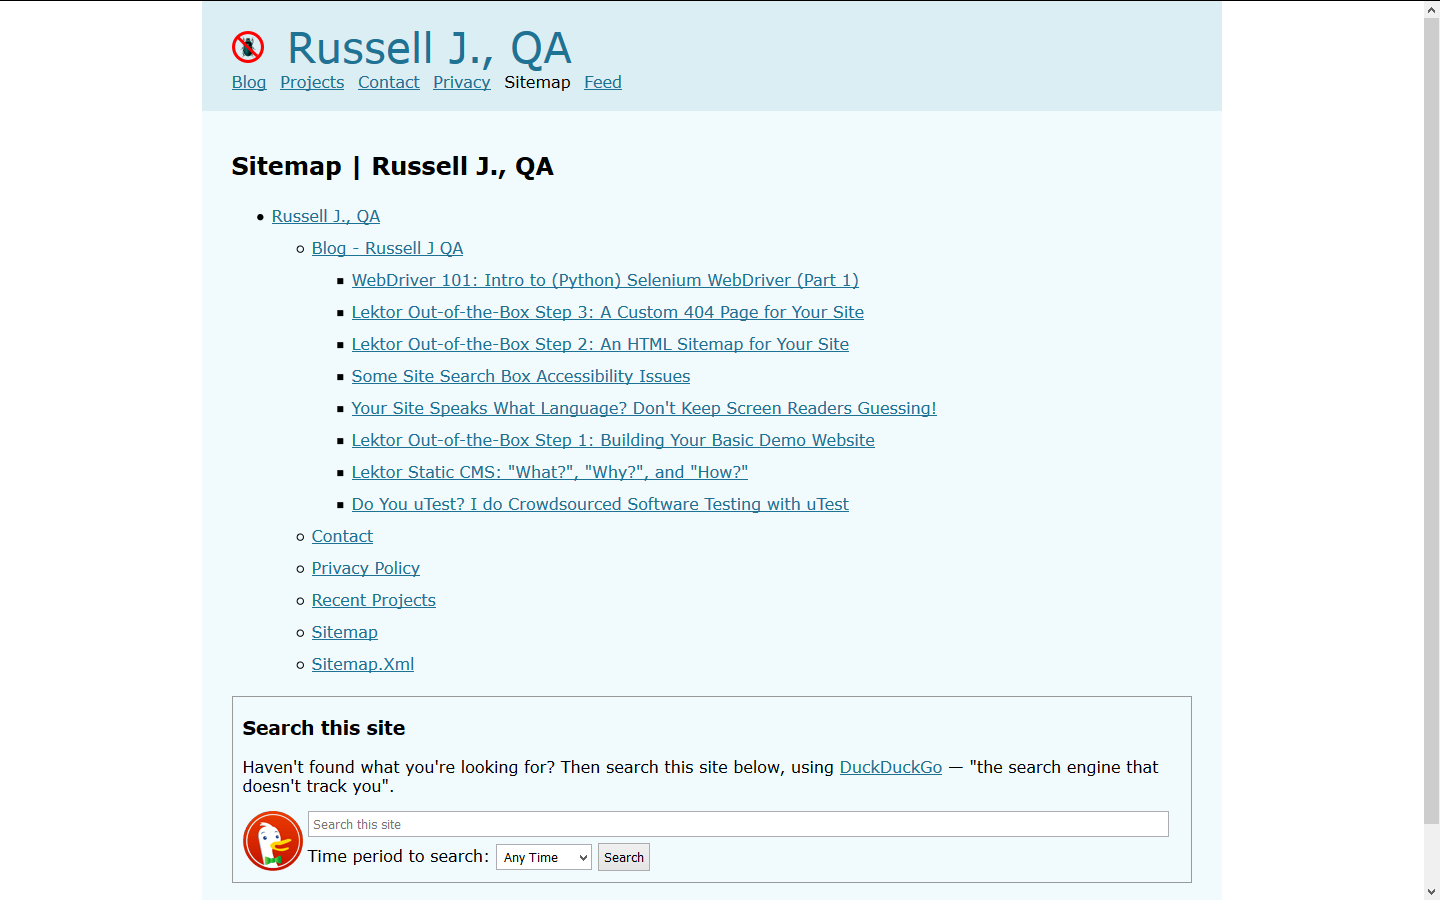 Russell J., QA
Blog Projects Contact Privacy Sitemap Feed
Sitemap | Russell J., QA
Russell J., QA
Blog - Russell J QA
WebDriver 101: Intro to (Python) Selenium WebDriver (Part 1)
Lektor Out-of-the-Box Step 3: A Custom 404 Page for Your Site
Lektor Out-of-the-Box Step 2: An HTML Sitemap for Your Site
Some Site Search Box Accessibility Issues
Your Site Speaks What Language? Don't Keep Screen Readers Guessing!
Lektor Out-of-the-Box Step 1: Building Your Basic Demo Website
Lektor Static CMS: "What?", "Why?", and "How?"
Do You uTest? I do Crowdsourced Software Testing with uTest
Contact
Privacy Policy
Recent Projects
Sitemap
Sitemap.Xml
Search this site
Haven't found what you're looking for? Then search this site below, using DuckDuckGo — "the search engine that
doesn't track you".
Search this site
Time period to search: Any Time Search